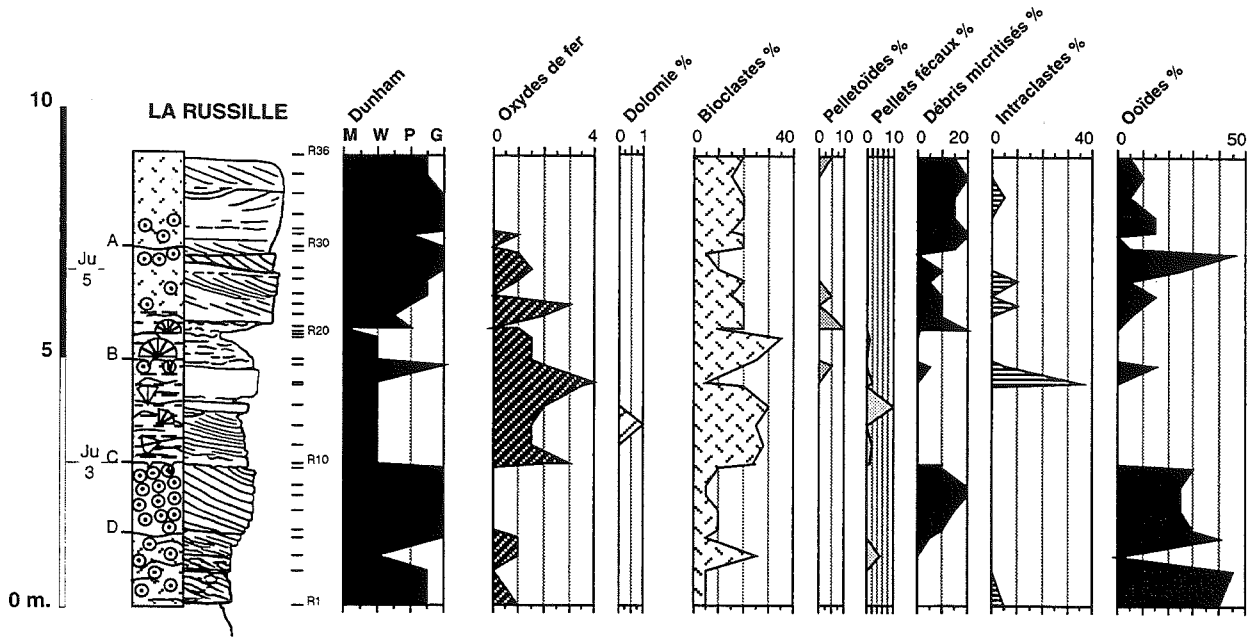 LA RUSSILLE
Dunham
Oxydes de fer
Dolomie %
Bioclastes %
Pelletoïdes %
Pellets fécaux %
Débris micritisés %
Intraclastes %
Ooïdes %
M W P G
0 4
0 1
0 40
0 10
0 10
0 20
0 40
0 50
10
5
0 m.
R36
R30
R20
R10
R1
A
Ju
5
B
Ju
3
C
D